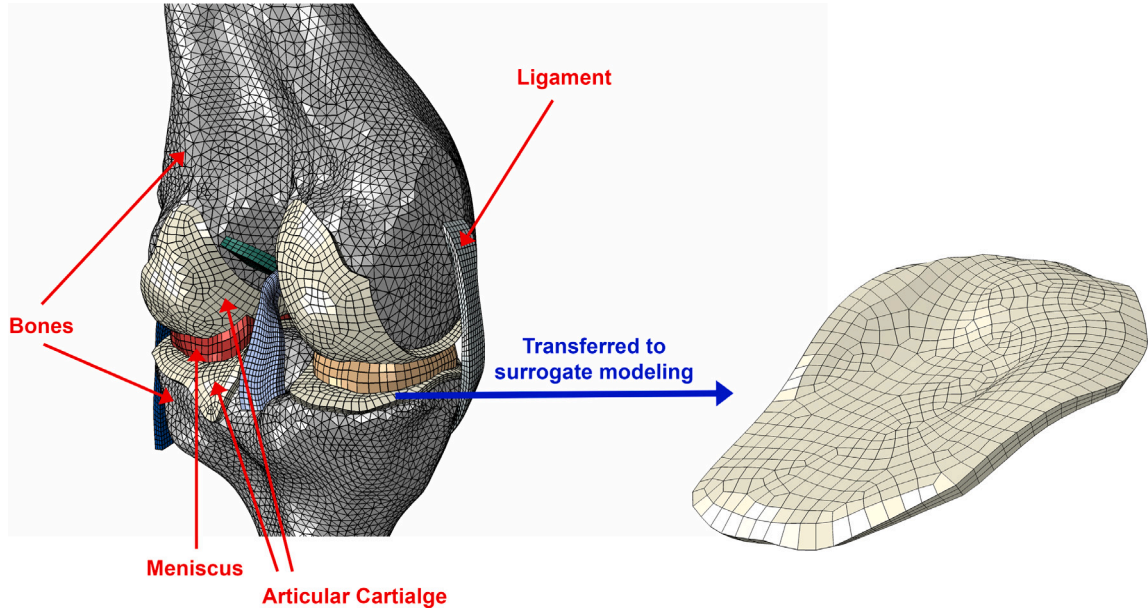 Ligament
Bones
Transferred to
surrogate modeling
Meniscus
Articular Cartialge